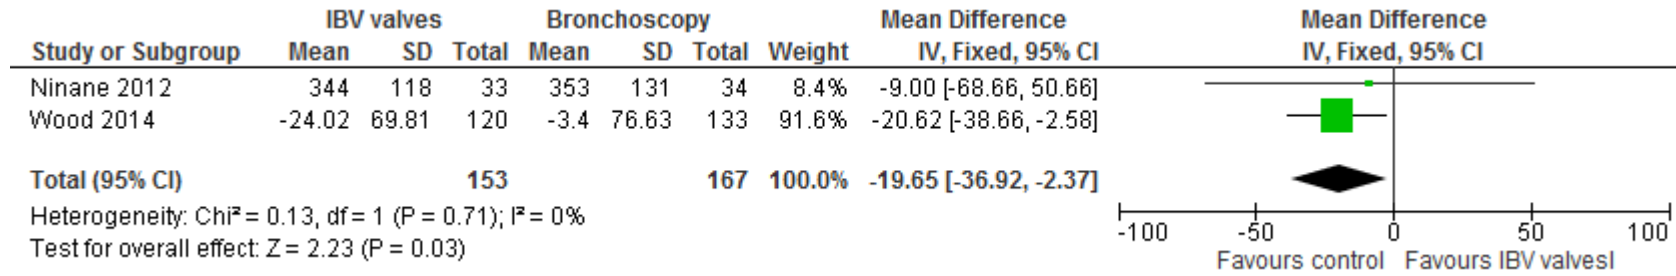 IBV valves Bronchoscopy Mean Difference Mean Difference
Study or Subgroup Mean SD Total Mean SD Total Weight IV, Fixed, 95% CI IV, Fixed, 95% CI
Ninane 2012 344 118 33 353 131 34 8.4% -9.00 [-68.66, 50.66]
Wood 2014 -24.02 69.81 120 -3.4 76.63 133 91.6% -20.62 [-38.66, -2.58]
Total (95% CI) 153 167 100.0% -19.65 [-36.92, -2.37]
Heterogeneity: Chi² = 0.13, df = 1 (P = 0.71); I² = 0%
Test for overall effect: Z = 2.23 (P = 0.03)
-100 -50 0 50 100
Favours control Favours IBV valvesI